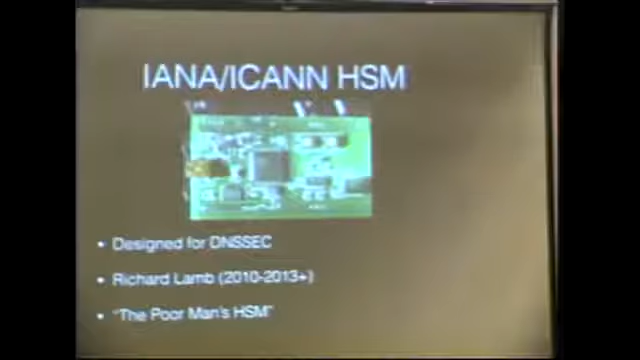 IANA/ICANN HSM
• Designed for DNSSEC
• Richard Lamb (2010-2013+)
• "The Poor Man's HSM"